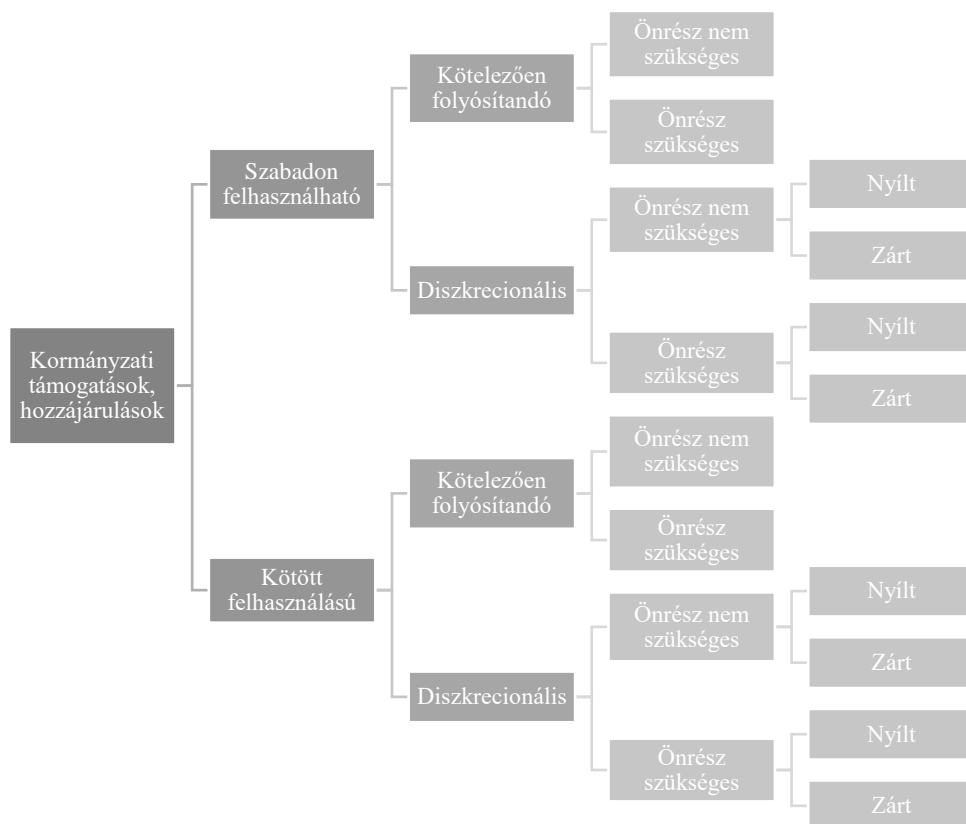 Kormányzati
támogatások,
hozzájárulások
Szabadon
felhasználható
Kötelezően
folyósítandó
Önrész nem
szükséges
Önrész
szükséges
Diszkrecionális
Önrész nem
szükséges
Nyílt
Zárt
Önrész
szükséges
Nyílt
Zárt
Kötött
felhasználású
Kötelezően
folyósítandó
Önrész nem
szükséges
Önrész
szükséges
Diszkrecionális
Önrész nem
szükséges
Nyílt
Zárt
Önrész
szükséges
Nyílt
Zárt